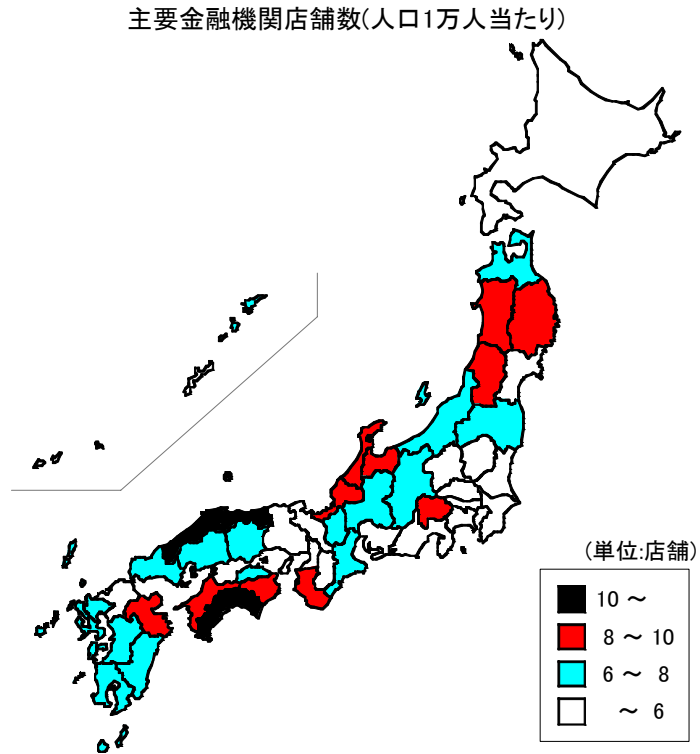 主要金融機関店舗数(人口1万人当たり)
(単位:店舗)
10 ～
8 ～ 10
6 ～ 8
～ 6